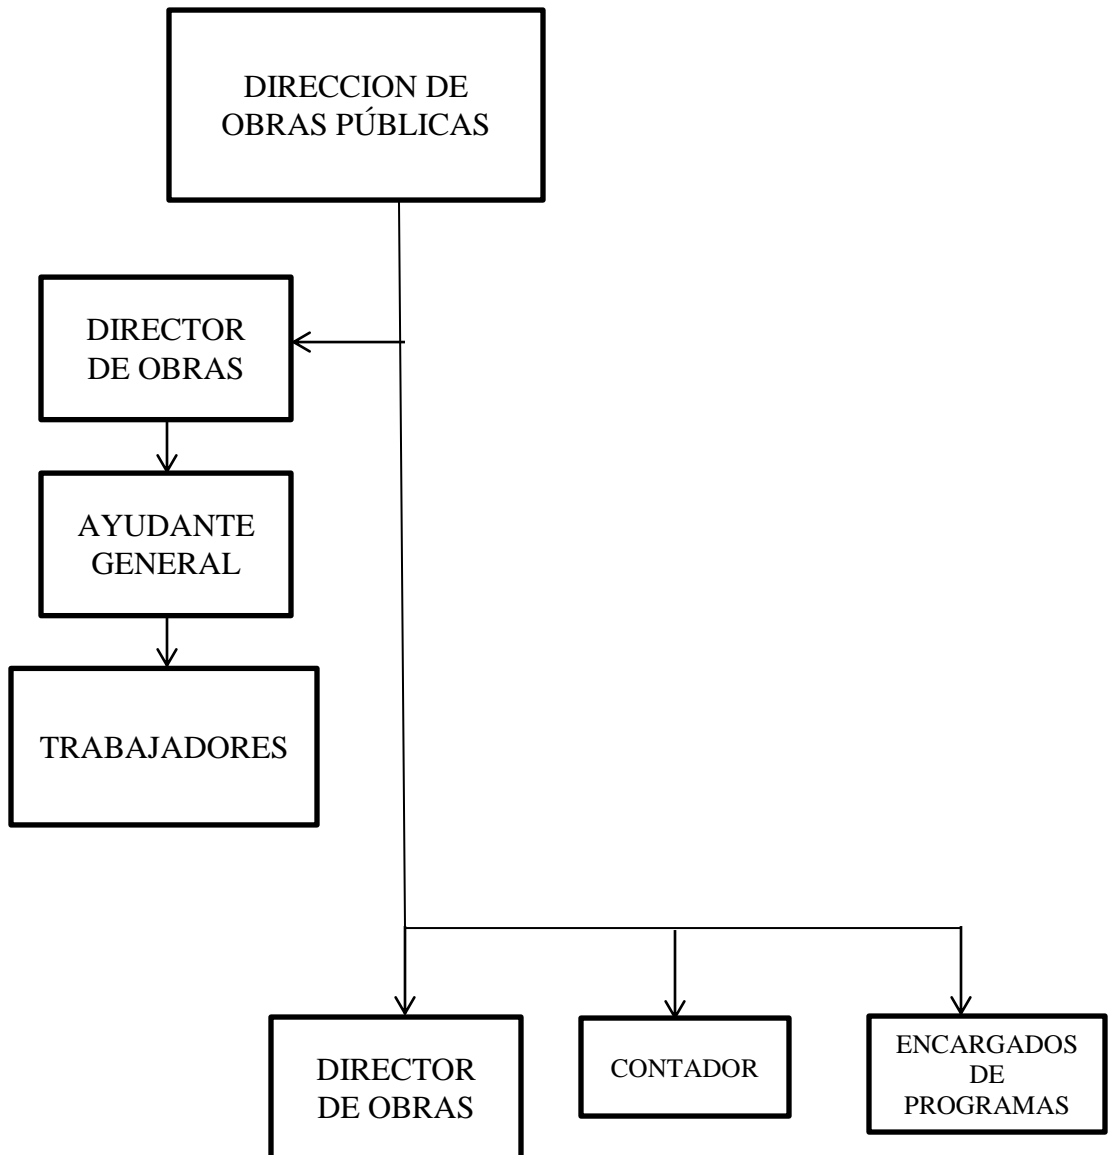 DIRECCION DE
OBRAS PÚBLICAS
DIRECTOR
DE OBRAS
AYUDANTE
GENERAL
TRABAJADORES
DIRECTOR
DE OBRAS
CONTADOR
ENCARGADOS
DE
PROGRAMAS